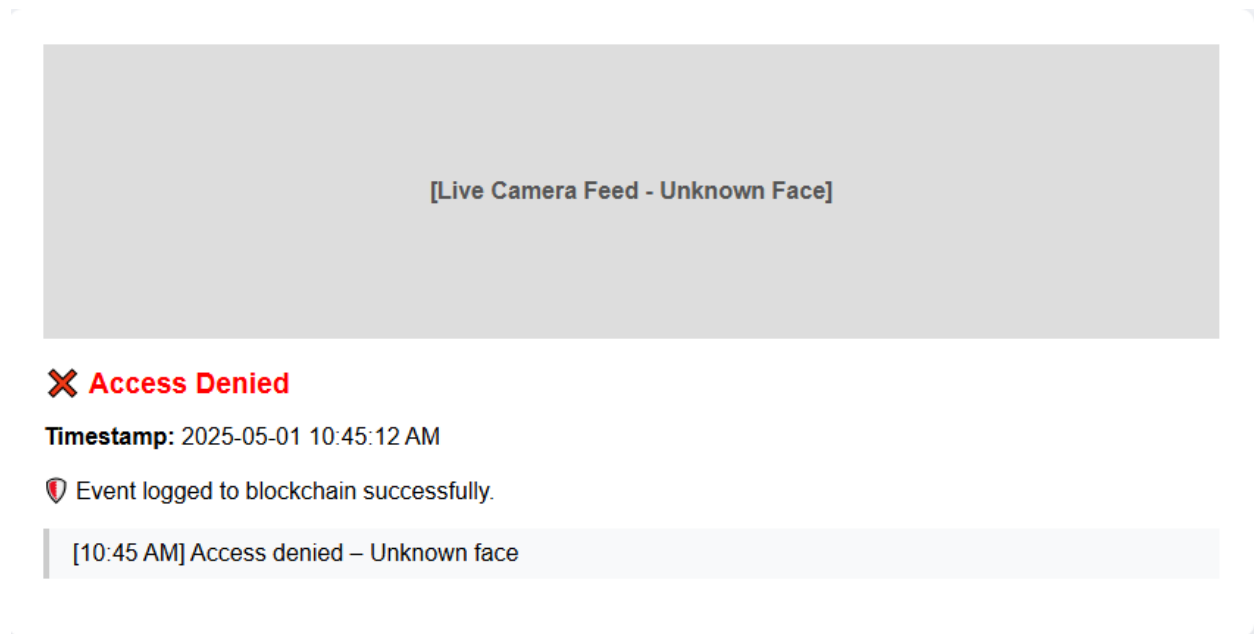 [Live Camera Feed - Unknown Face]
❌ Access Denied
Timestamp: 2025-05-01 10:45:12 AM
🛡 Event logged to blockchain successfully.
[10:45 AM] Access denied – Unknown face